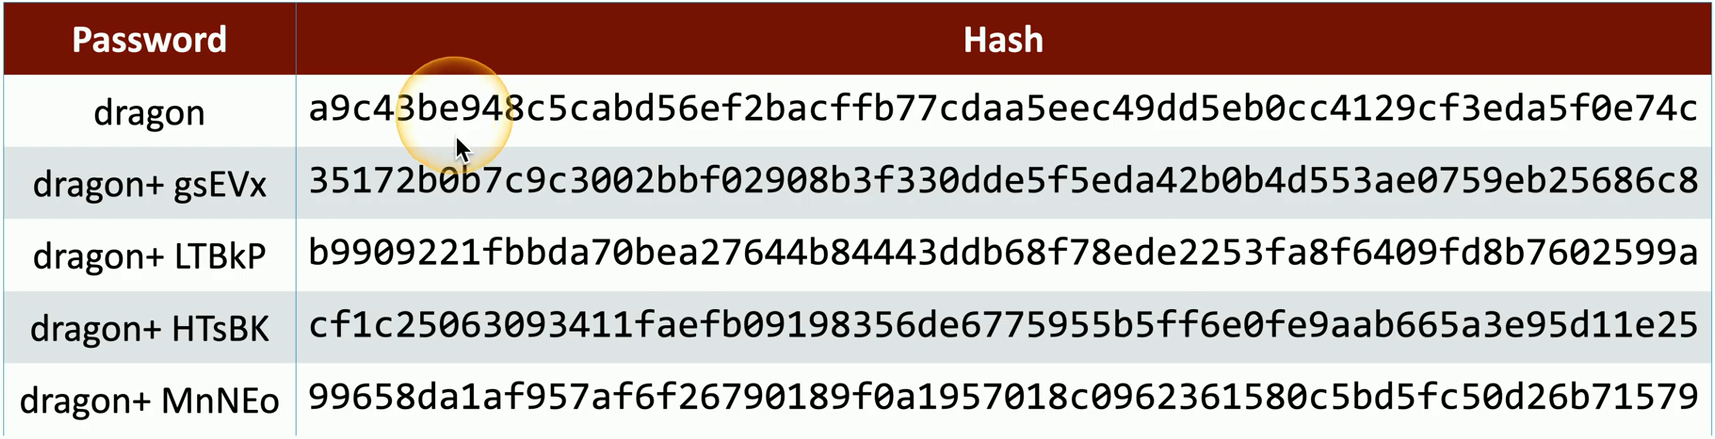 Password Hash
dragon a9c43be948c5cabd56ef2bacffb77cdaa5eec49dd5eb0cc4129cf3eda5f0e74c
dragon+ gsEVx 35172b0b7c9c3002bbf02908b3f330dde5f5eda42b0b4d553ae0759eb25686c8
dragon+ LTBkP b9909221fbbda70bea27644b84443ddb68f78ede2253fa8f6409fd8b7602599a
dragon+ HTsBK cf1c25063093411faefb09198356de6775955b5ff6e0fe9aab665a3e95d11e25
dragon+ MnNEo 99658da1af957af6f26790189f0a1957018c0962361580c5bd5fc50d26b71579